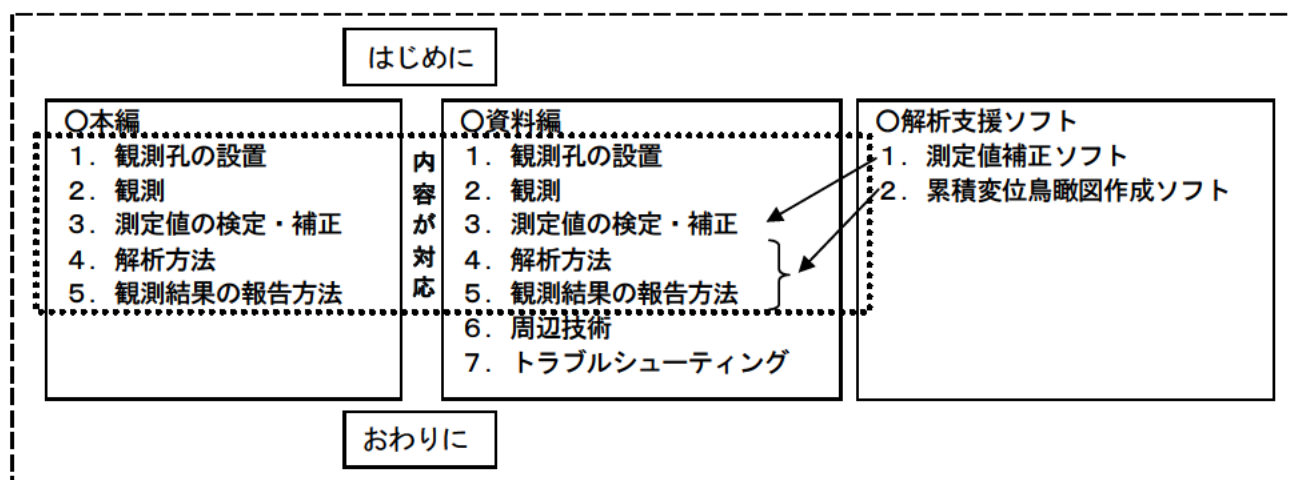 はじめに
○本編
1. 観測孔の設置
2. 観測
3. 測定値の検定・補正
4. 解析方法
5. 観測結果の報告方法
内容が対応
○資料編
1. 観測孔の設置
2. 観測
3. 測定値の検定・補正
4. 解析方法
5. 観測結果の報告方法
6. 周辺技術
7. トラブルシューティング
○解析支援ソフト
1. 測定値補正ソフト
2. 累積変位鳥瞰図作成ソフト
おわりに